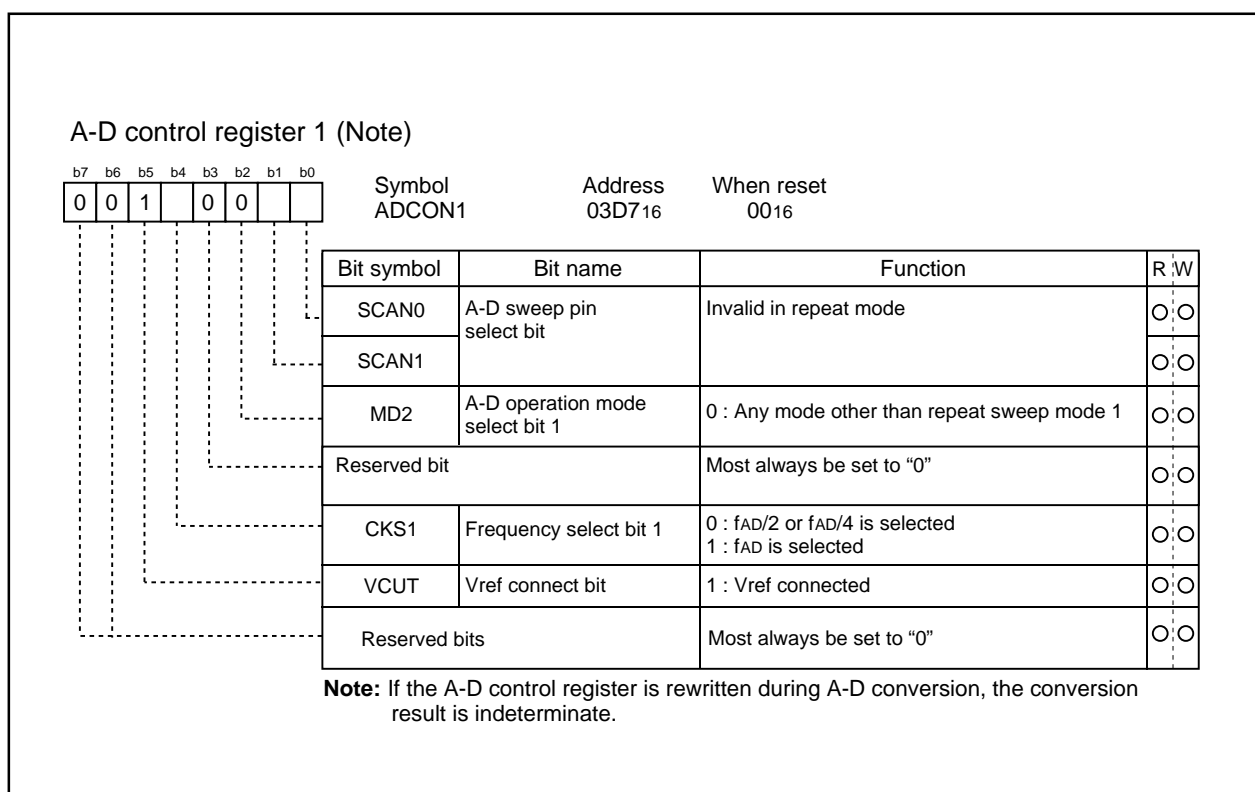 A-D control register 1 (Note)
b7 b6 b5 b4 b3 b2 b1 b0
0 0 1 0 0
Symbol Address When reset
ADCON1 03D716 0016
Bit symbol Bit name Function R W
SCAN0 A-D sweep pin Invalid in repeat mode
select bit
SCAN1
MD2 A-D operation mode 0 : Any mode other than repeat sweep mode 1
select bit 1
Reserved bit Most always be set to “0”
CKS1 Frequency select bit 1 0 : fAD/2 or fAD/4 is selected
1 : fAD is selected
VCUT Vref connect bit 1 : Vref connected
Reserved bits Most always be set to “0”
Note: If the A-D control register is rewritten during A-D conversion, the conversion
result is indeterminate.